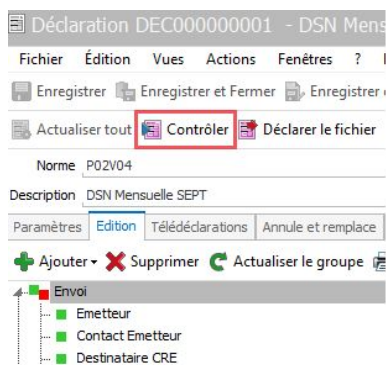 Déclaration DEC000000001 - DSN Mens
Fichier Édition Vues Actions Fenêtres ?
Enregistrer Enregistrer et Fermer Enregistrer
Actualiser tout Contrôler Déclarer le fichier
Norme P02V04
Description DSN Mensuelle SEPT
Paramètres Edition Télédéclarations Annule et remplace
Ajouter Supprimer Actualiser le groupe
Envoi
Emetteur
Contact Emetteur
Destinataire CRE